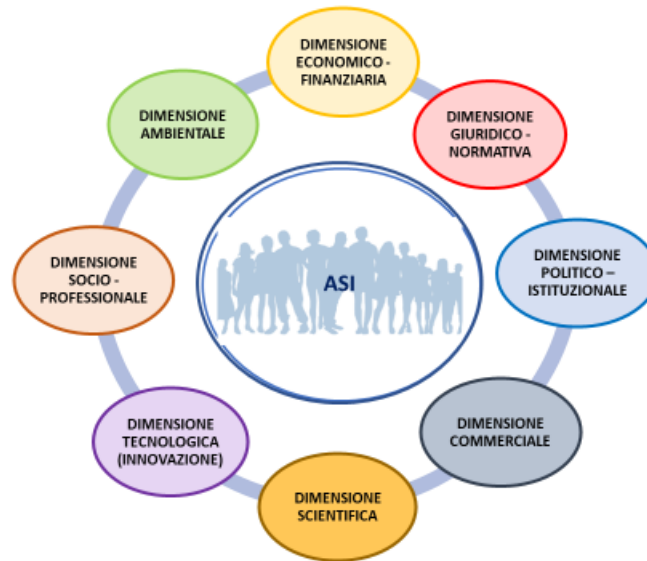 DIMENSIONE
ECONOMICO -
FINANZIARIA
DIMENSIONE
GIURIDICO -
NORMATIVA
DIMENSIONE
POLITICO –
ISTITUZIONALE
DIMENSIONE
COMMERCIALE
DIMENSIONE
SCIENTIFICA
DIMENSIONE
TECNOLOGICA
(INNOVAZIONE)
DIMENSIONE
SOCIO -
PROFESSIONALE
DIMENSIONE
AMBIENTALE
ASI